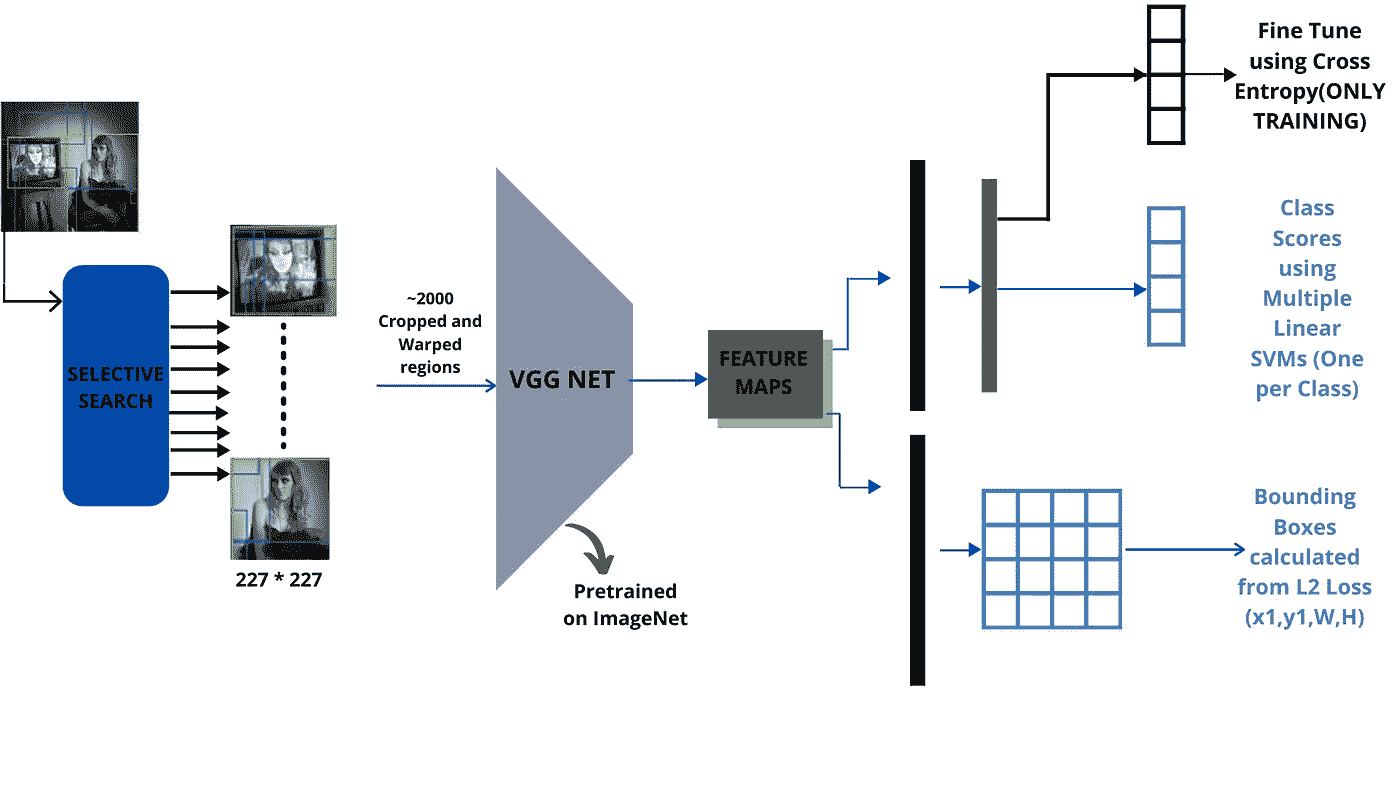 SELECTIVE
SEARCH
227 * 227
~2000
Cropped and
Warped
regions
VGG NET
Pretrained
on ImageNet
FEATURE
MAPS
Fine Tune
using Cross
Entropy(ONLY
TRAINING)
Class
Scores
using
Multiple
Linear
SVMs (One
per Class)
Bounding
Boxes
calculated
from L2 Loss
(x1,y1,W,H)